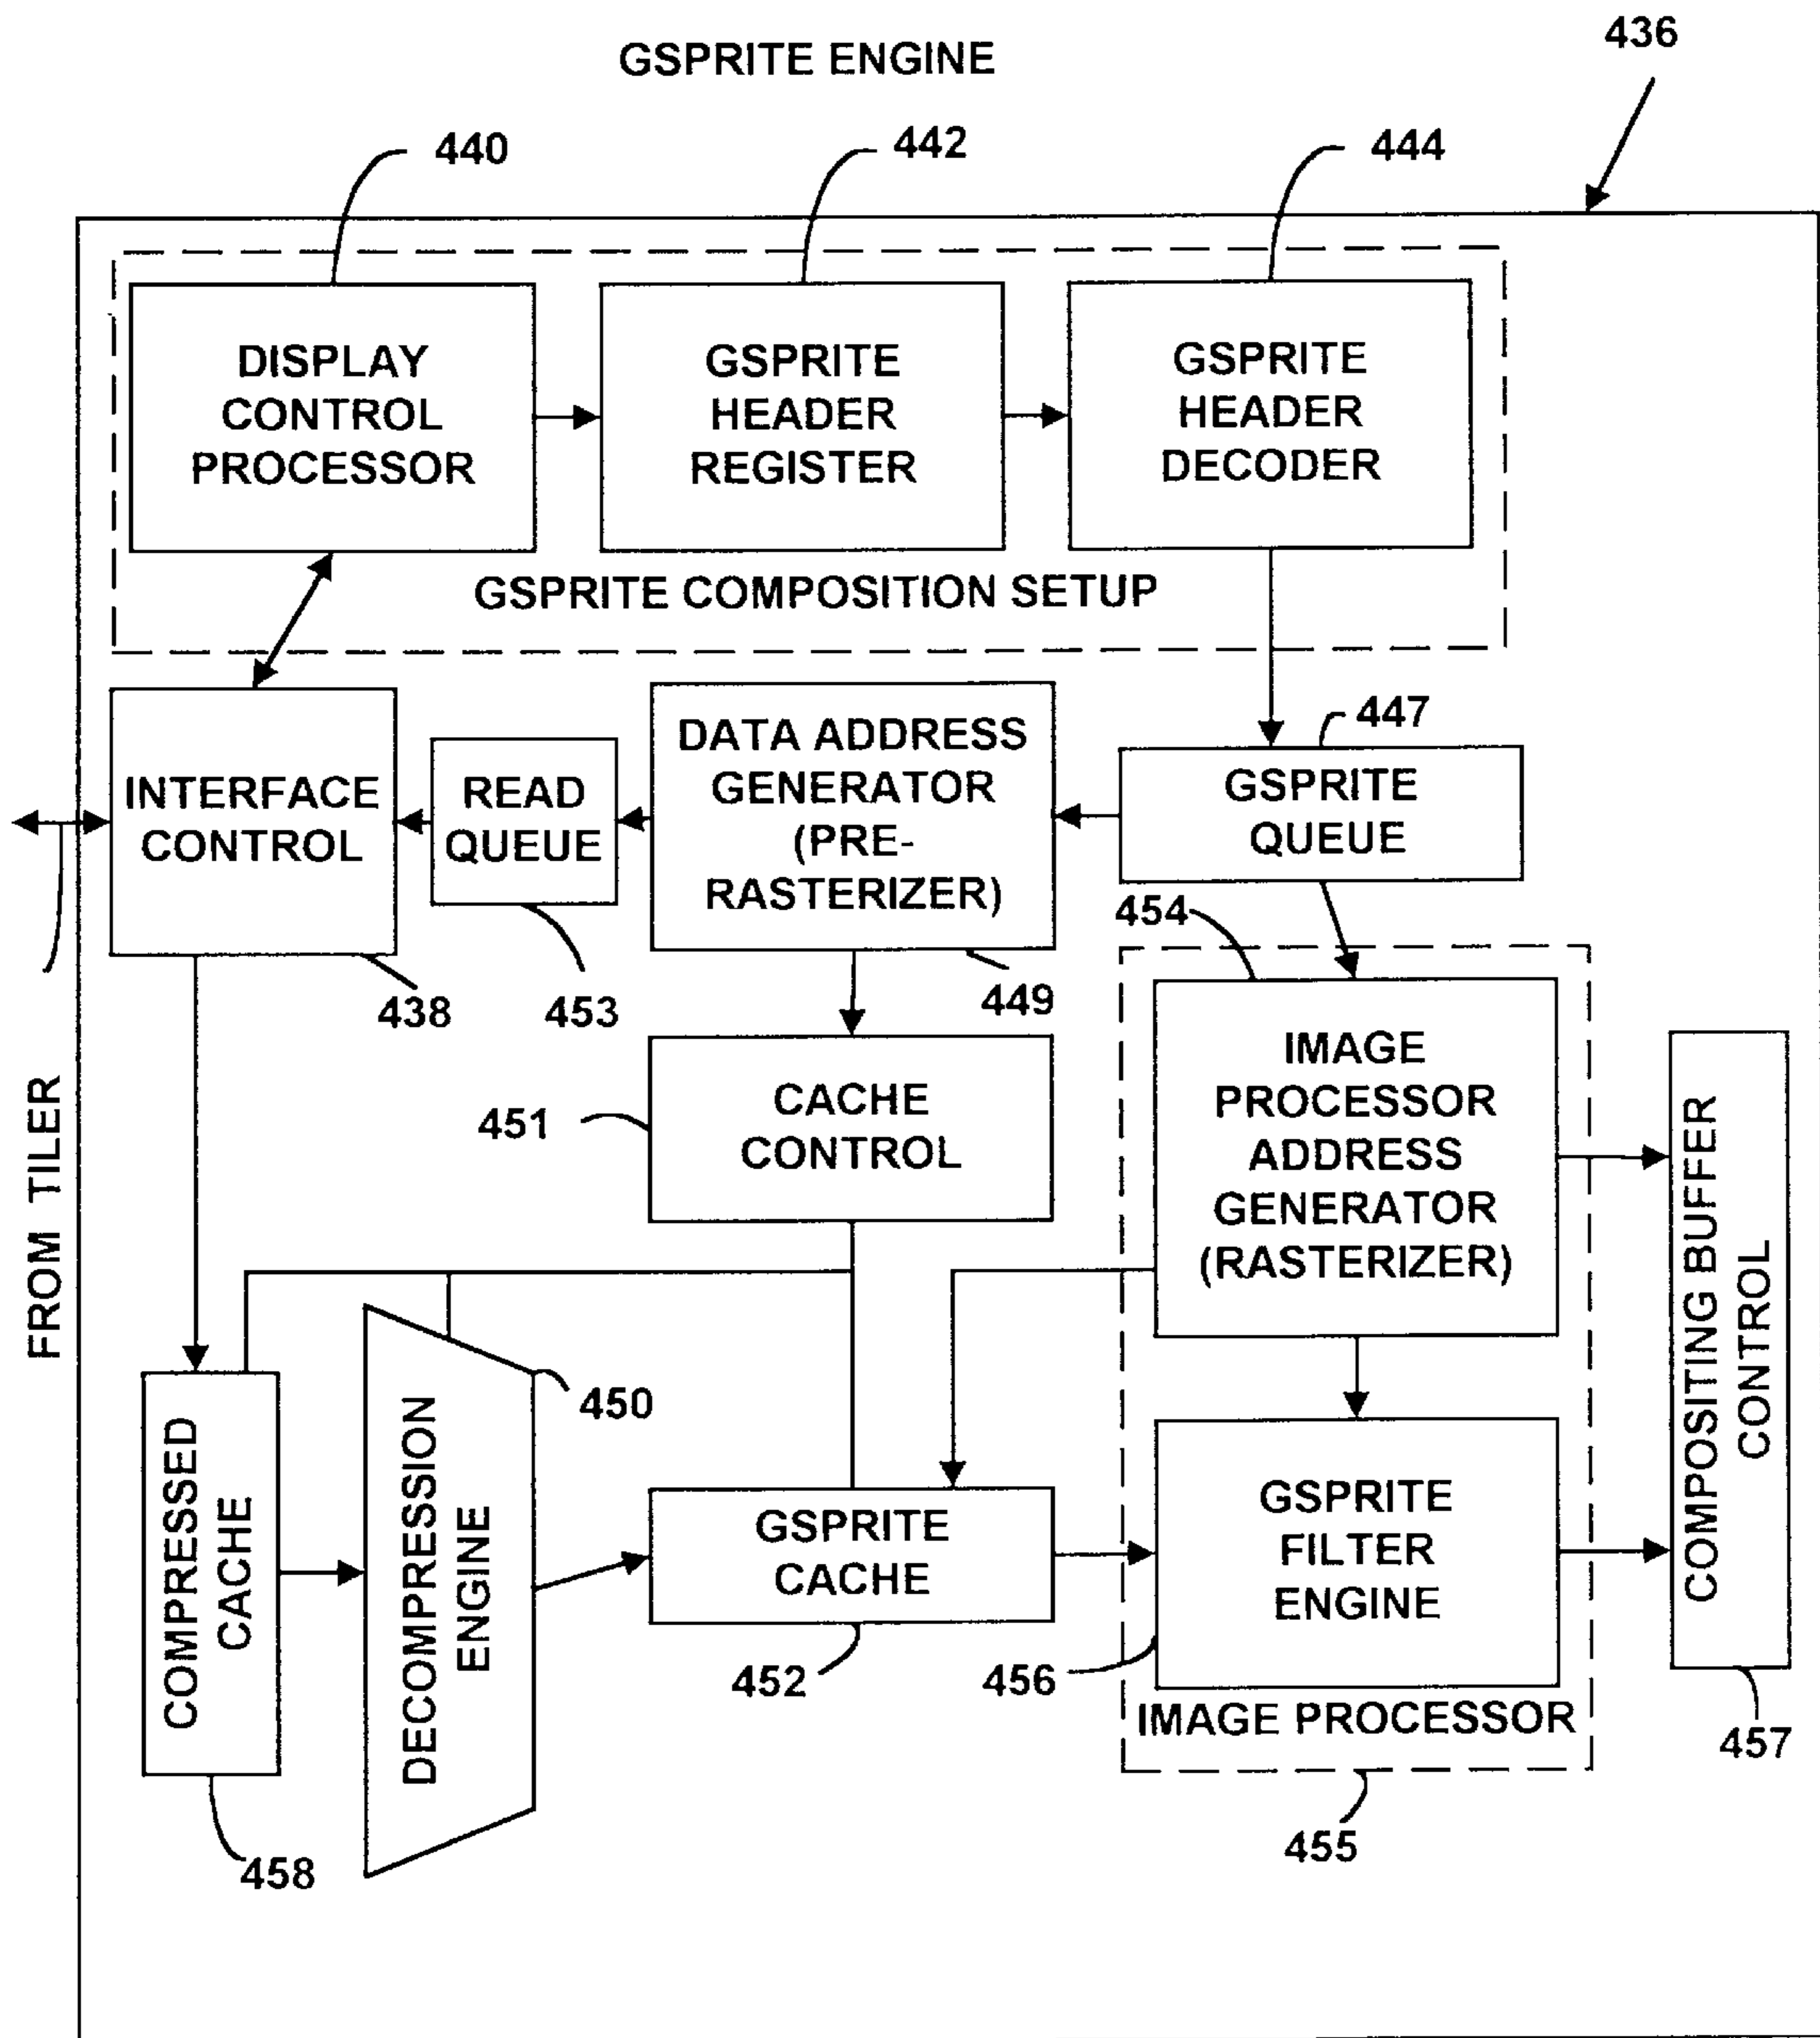 GSPRITE ENGINE
436
440
442
444
DISPLAY
CONTROL
PROCESSOR
GSPRITE
HEADER
REGISTER
GSPRITE
HEADER
DECODER
GSPRITE COMPOSITION SETUP
INTERFACE
CONTROL
READ
QUEUE
DATA ADDRESS
GENERATOR
(PRE-
RASTERIZER)
447
GSPRITE
QUEUE
438
453
449
454
FROM TILER
451
CACHE
CONTROL
IMAGE
PROCESSOR
ADDRESS
GENERATOR
(RASTERIZER)
COMPOSITING BUFFER
CONTROL
COMPRESSED
CACHE
450
DECOMPRESSION
ENGINE
GSPRITE
CACHE
GSPRITE
FILTER
ENGINE
452
456
IMAGE PROCESSOR
457
458
455